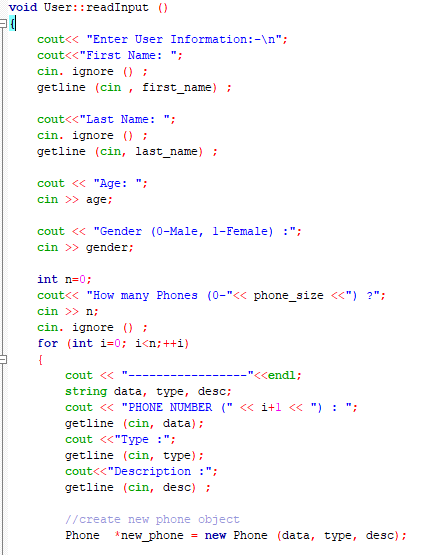 void User::readInput ()
{
cout<< "Enter User Information:-\n";
cout<<"First Name: ";
cin. ignore () ;
getline (cin , first_name) ;
cout<<"Last Name: ";
cin. ignore () ;
getline (cin, last_name) ;
cout << "Age: ";
cin >> age;
cout << "Gender (0-Male, 1-Female) :";
cin >> gender;
int n=0;
cout<< "How many Phones (0-"<< phone_size <<") ?";
cin >> n;
cin. ignore () ;
for (int i=0; i<n;++i)
{
cout << "-----------------"<<endl;
string data, type, desc;
cout << "PHONE NUMBER (" << i+1 << ") : ";
getline (cin, data);
cout <<"Type :";
getline (cin, type);
cout<<"Description :";
getline (cin, desc) ;
//create new phone object
Phone  *new_phone = new Phone (data, type, desc);